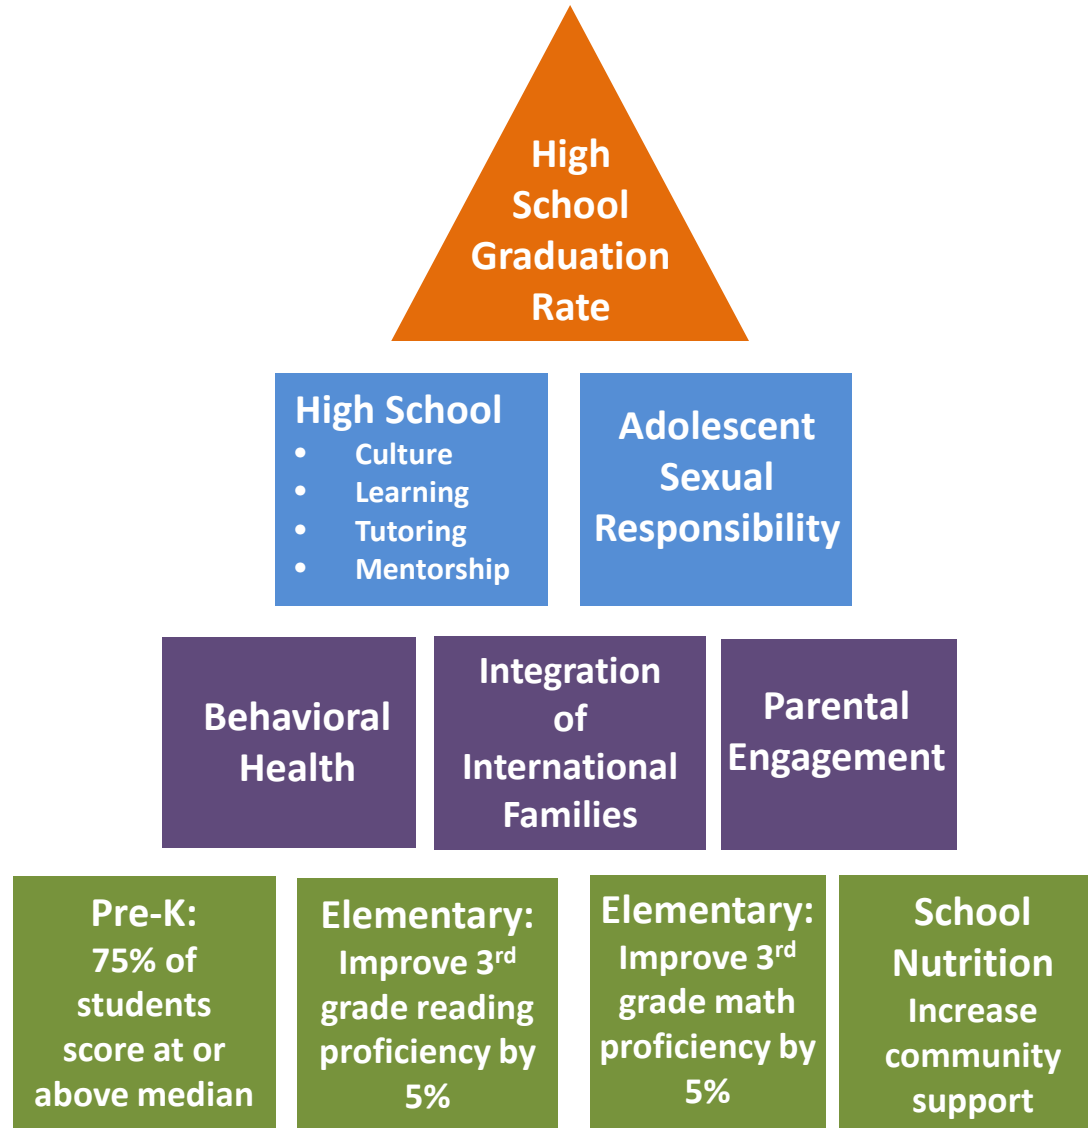 High
School
Graduation
Rate
High School
• Culture
• Learning
• Tutoring
• Mentorship
Adolescent
Sexual
Responsibility
Behavioral
Health
Integration
of
International
Families
Parental
Engagement
Pre-K:
75% of
students
score at or
above median
Elementary:
Improve 3rd
grade reading
proficiency by
5%
Elementary:
Improve 3rd
grade math
proficiency by
5%
School
Nutrition
Increase
community
support